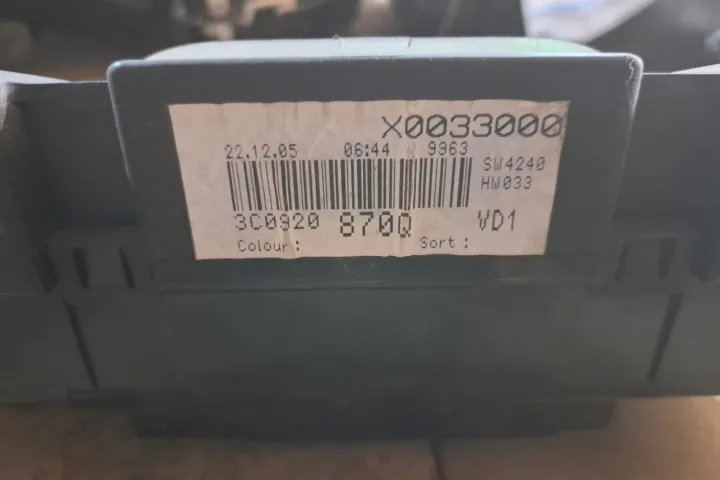 X0033000
22.12.05 06:44 9963
SW4240
HW033
3C0920 870Q VD1
Colour: Sort: